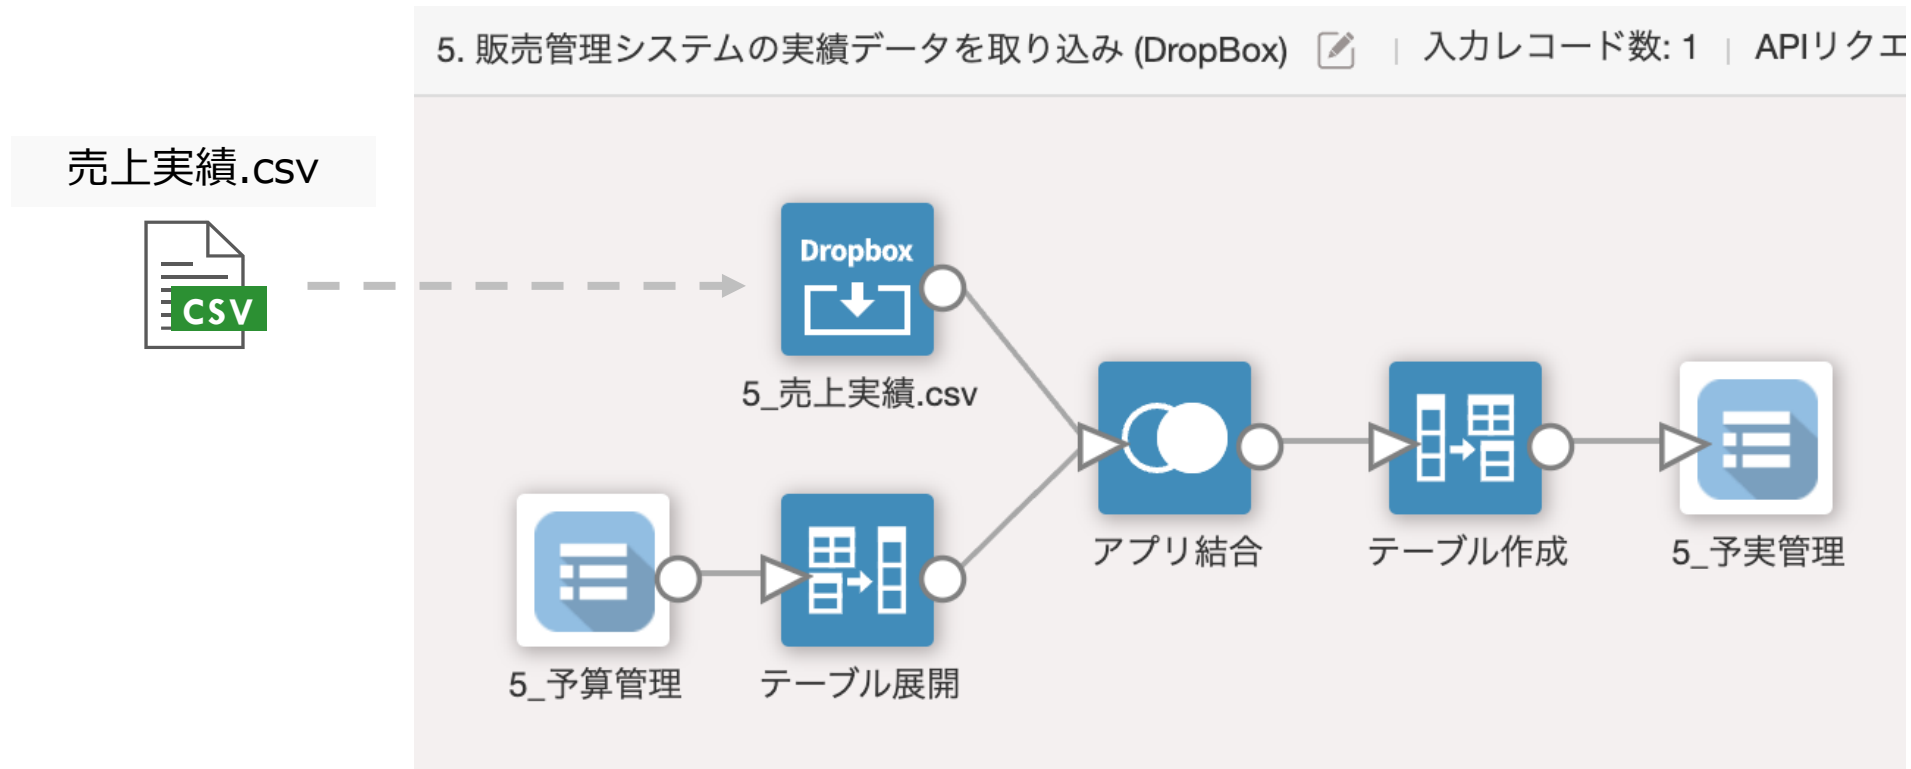 5. 販売管理システムの実績データを取り込み (DropBox) | 入力レコード数: 1 | APIリクエ
売上実績.csv
CSV
Dropbox
5_売上実績.csv
アプリ結合
テーブル作成
5_予実管理
5_予算管理
テーブル展開